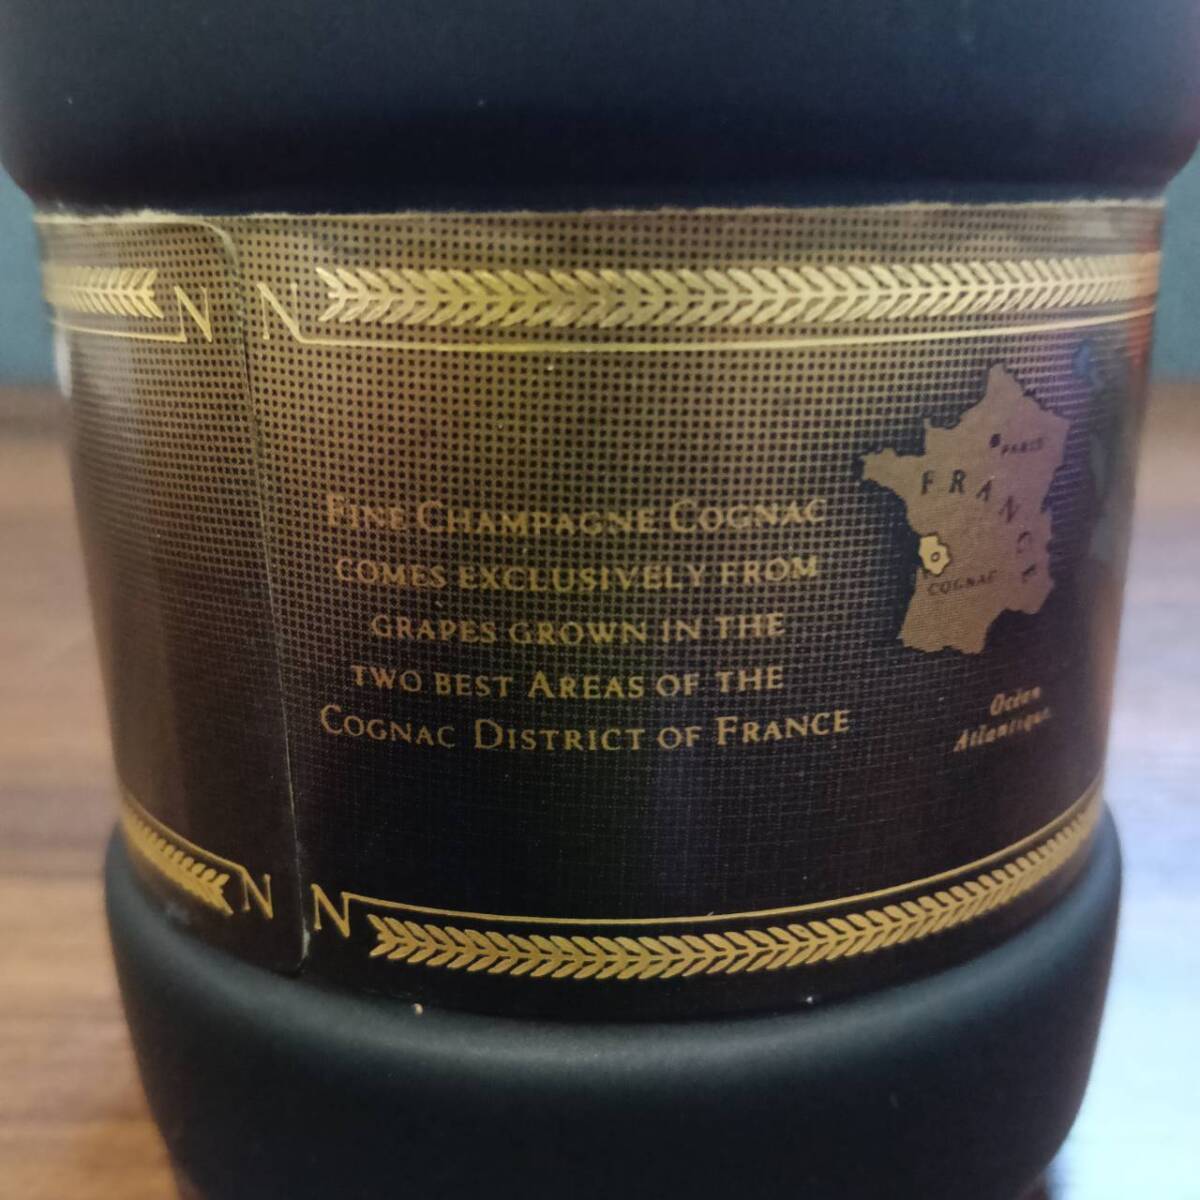 N N
FINE CHAMPAGNE COGNAC
COMES EXCLUSIVELY FROM
GRAPES GROWN IN THE
TWO BEST AREAS OF THE
COGNAC DISTRICT OF FRANCE
PARIS
FRANCE
COGNAC
Océan
Atlantique
N N